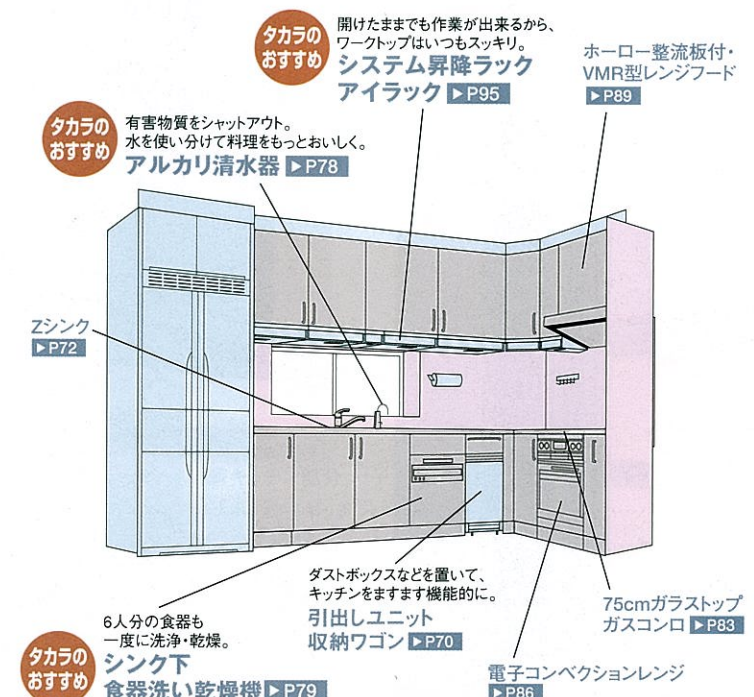 タカラの
おすすめ
開けたままでも作業が出来るから、
ワークトップはいつもスッキリ。
システム昇降ラック
アイラック ▶P95
ホーロー整流板付・
VMR型レンジフード
▶P89
タカラの
おすすめ
有害物質をシャットアウト。
水を使い分けて料理をもっとおいしく。
アルカリ清水器 ▶P78
Zシンク
▶P72
ダストボックスなどを置いて、
キッチンをますます機能的に。
引出しユニット
収納ワゴン ▶P70
75cmガラストップ
ガスコンロ ▶P83
タカラの
おすすめ
6人分の食器も
一度に洗浄・乾燥。
シンク下
食器洗い乾燥機 ▶P79
電子コンベクションレンジ
▶P86